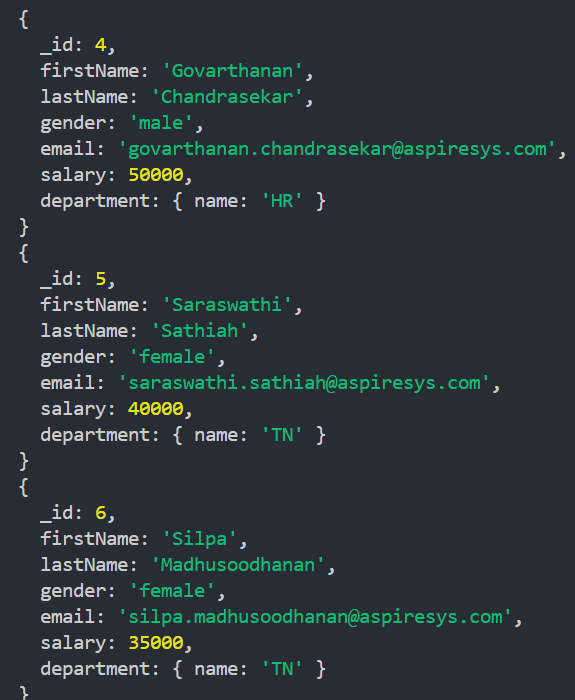 {
  _id: 4,
  firstName: 'Govarthanan',
  lastName: 'Chandrasekar',
  gender: 'male',
  email: 'govarthanan.chandrasekar@aspiresys.com',
  salary: 50000,
  department: { name: 'HR' }
}
{
  _id: 5,
  firstName: 'Saraswathi',
  lastName: 'Sathiah',
  gender: 'female',
  email: 'saraswathi.sathiah@aspiresys.com',
  salary: 40000,
  department: { name: 'TN' }
}
{
  _id: 6,
  firstName: 'Silpa',
  lastName: 'Madhusoodhanan',
  gender: 'female',
  email: 'silpa.madhusoodhanan@aspiresys.com',
  salary: 35000,
  department: { name: 'TN' }
}